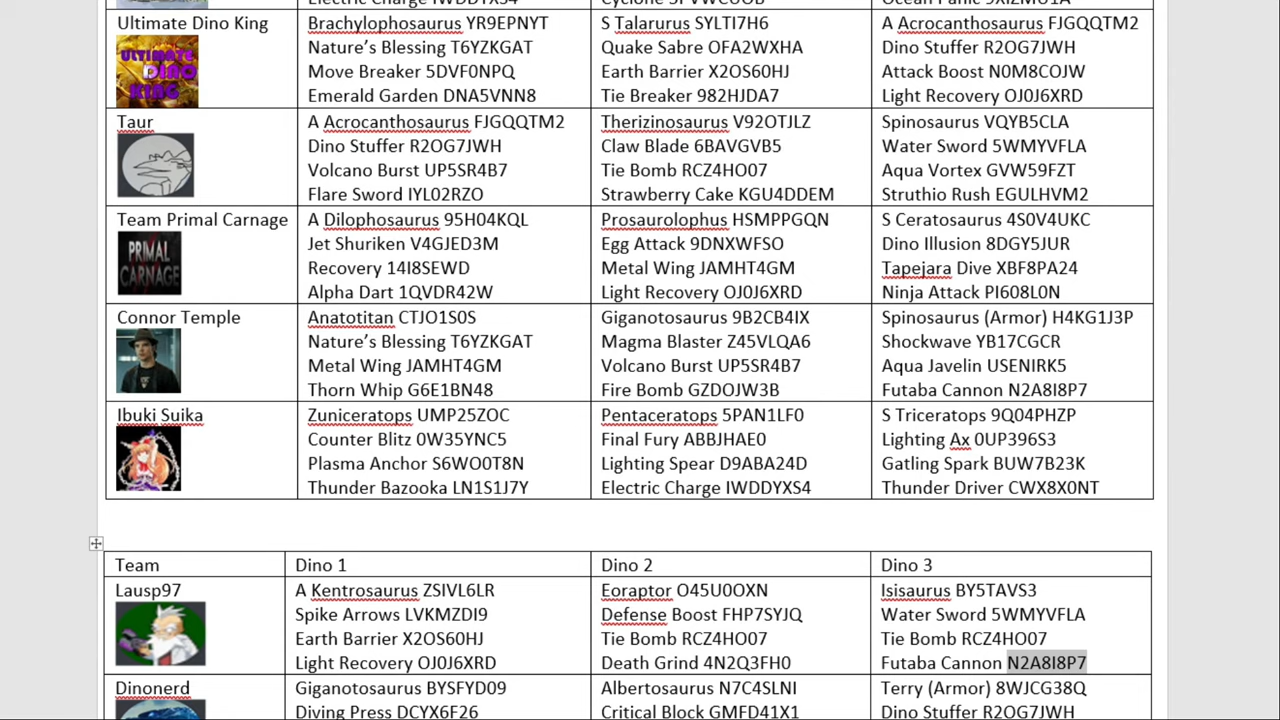 Electric Charge IWDDYXS4
Ultimate Dino King
ULTIMATE
DINO
KING
Brachylophosaurus YR9EPNYT
Nature's Blessing T6YZKGAT
Move Breaker 5DVF0NPQ
Emerald Garden DNA5VNN8
S Talarurus SYLTI7H6
Quake Sabre OFA2WXHA
Earth Barrier X2OS60HJ
Tie Breaker 982HJDA7
A Acrocanthosaurus FJGQQTM2
Dino Stuffer R2OG7JWH
Attack Boost N0M8COJW
Light Recovery OJ0J6XRD
Taur
A Acrocanthosaurus FJGQQTM2
Dino Stuffer R2OG7JWH
Volcano Burst UP5SR4B7
Flare Sword IYL02RZO
Therizinosaurus V92OTJLZ
Claw Blade 6BAVGVB5
Tie Bomb RCZ4HO07
Strawberry Cake KGU4DDEM
Spinosaurus VQYB5CLA
Water Sword 5WMYVFLA
Aqua Vortex GVW59FZT
Struthio Rush EGULHVM2
Team Primal Carnage
PRIMAL
CARNAGE
A Dilophosaurus 95H04KQL
Jet Shuriken V4GJED3M
Recovery 14I8SEWD
Alpha Dart 1QVDR42W
Prosaurolophus HSMPPGQN
Egg Attack 9DNXWFSO
Metal Wing JAMHT4GM
Light Recovery OJ0J6XRD
S Ceratosaurus 4S0V4UKC
Dino Illusion 8DGY5JUR
Tapejara Dive XBF8PA24
Ninja Attack PI608L0N
Connor Temple
Anatotitan CTJO1S0S
Nature's Blessing T6YZKGAT
Metal Wing JAMHT4GM
Thorn Whip G6E1BN48
Giganotosaurus 9B2CB4IX
Magma Blaster Z45VLQA6
Volcano Burst UP5SR4B7
Fire Bomb GZDOJW3B
Spinosaurus (Armor) H4KG1J3P
Shockwave YB17CGCR
Aqua Javelin USENIRK5
Futaba Cannon N2A8I8P7
Ibuki Suika
Zuniceratops UMP25ZOC
Counter Blitz 0W35YNC5
Plasma Anchor S6WO0T8N
Thunder Bazooka LN1S1J7Y
Pentaceratops 5PAN1LF0
Final Fury ABBJHAE0
Lighting Spear D9ABA24D
Electric Charge IWDDYXS4
S Triceratops 9Q04PHZP
Lighting Ax 0UP396S3
Gatling Spark BUW7B23K
Thunder Driver CWX8X0NT
Team
Dino 1
Dino 2
Dino 3
Lausp97
A Kentrosaurus ZSIVL6LR
Spike Arrows LVKMZDI9
Earth Barrier X2OS60HJ
Light Recovery OJ0J6XRD
Eoraptor O45U0OXN
Defense Boost FHP7SYJQ
Tie Bomb RCZ4HO07
Death Grind 4N2Q3FH0
Isisaurus BY5TAVS3
Water Sword 5WMYVFLA
Tie Bomb RCZ4HO07
Futaba Cannon N2A8I8P7
Dinonerd
Giganotosaurus BYSFYD09
Diving Press DCYX6F26
Albertosaurus N7C4SLNI
Critical Block GMFD41X1
Terry (Armor) 8WJCG38Q
Dino Stuffer R2OG7JWH